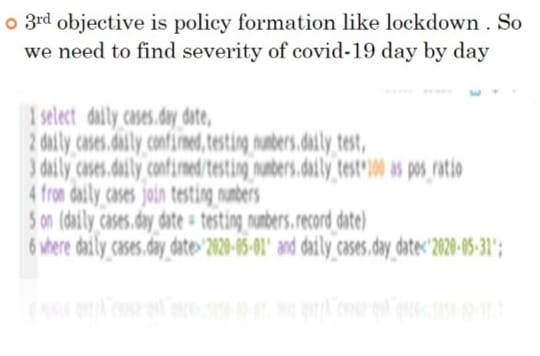 3rd objective is policy formation like lockdown . So
we need to find severity of covid-19 day by day
1 select daily_cases.day_date,
2 daily_cases.daily_confirmed,testing_numbers.daily_test,
3 daily_cases.daily_confirmed/testing_numbers.daily_test*100 as pos_ratio
4 from daily_cases join testing_numbers
5 on (daily_cases.day_date = testing_numbers.record_date)
6 where daily_cases.day_date>'2020-05-01' and daily_cases.day_date<'2020-05-31';